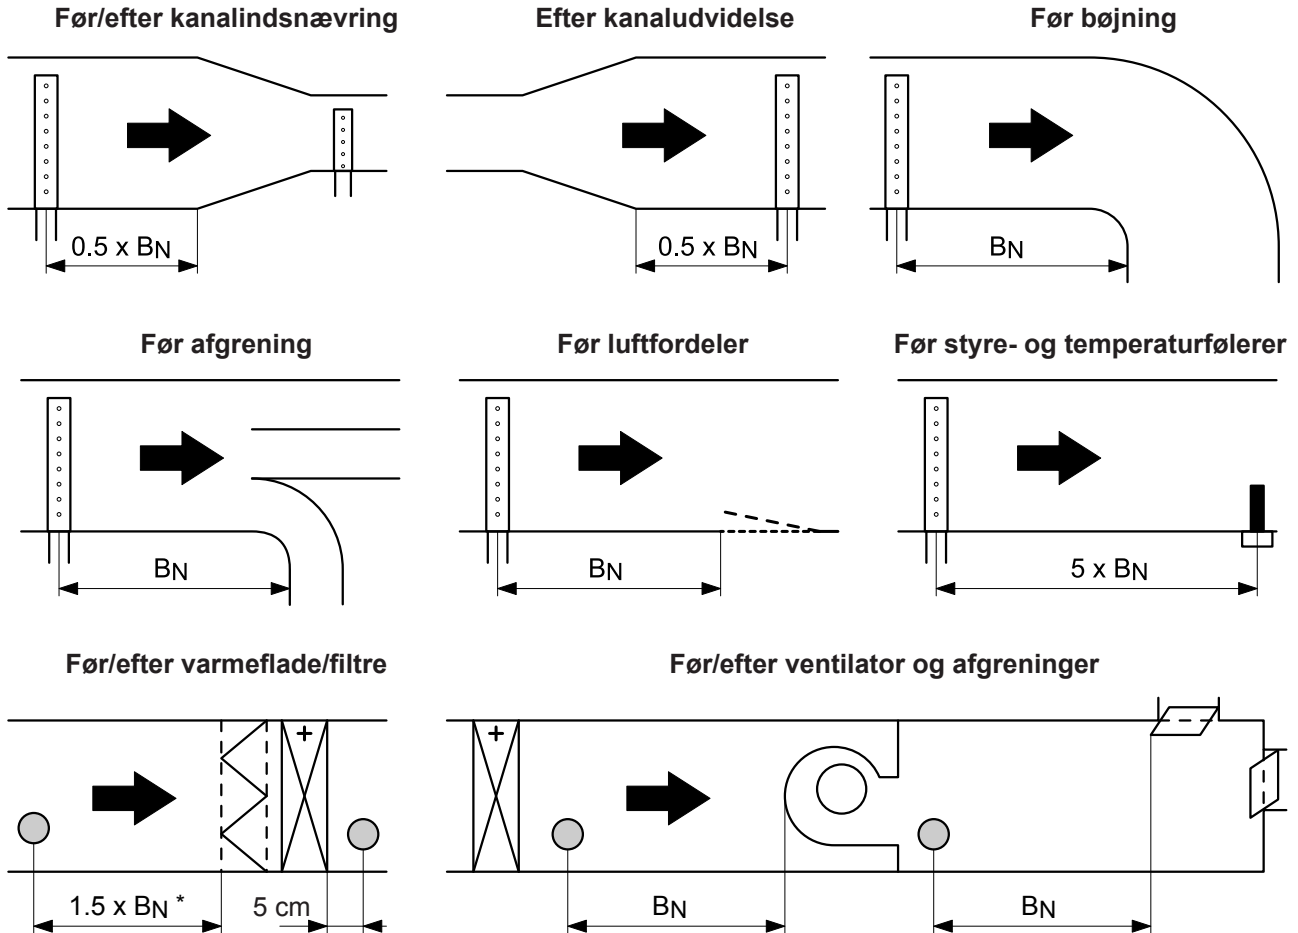 Før/efter kanalindsnævring
Efter kanaludvidelse
Før bøjning
0.5 x BN
0.5 x BN
BN
Før afgrening
Før luftfordeler
Før styre- og temperaturfølerer
BN
BN
5 x BN
Før/efter varmeflade/filtre
Før/efter ventilator og afgreninger
+
+
1.5 x BN *
5 cm
BN
BN